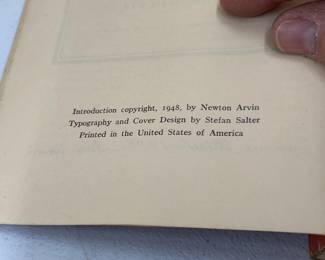 Introduction copyright, 1948, by Newton Arvin
Typography and Cover Design by Stefan Salter
Printed in the United States of America